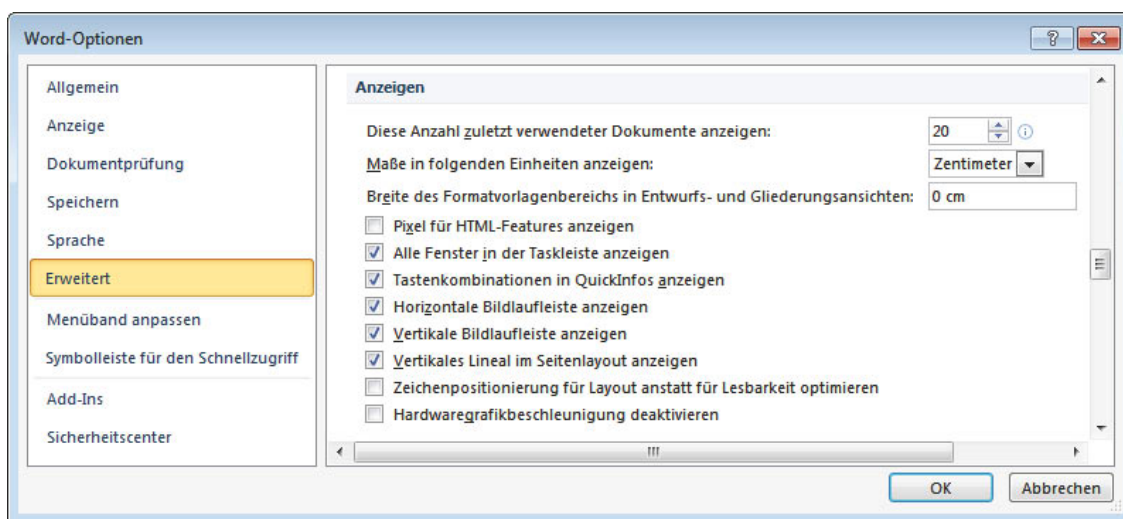 Word-Optionen
Allgemein
Anzeige
Dokumentprüfung
Speichern
Sprache
Erweitert
Menüband anpassen
Symbolleiste für den Schnellzugriff
Add-Ins
Sicherheitscenter
Anzeigen
Diese Anzahl zuletzt verwendeter Dokumente anzeigen: 20
Maße in folgenden Einheiten anzeigen: Zentimeter
Breite des Formatvorlagenbereichs in Entwurfs- und Gliederungsansichten: 0 cm
Pixel für HTML-Features anzeigen
Alle Fenster in der Taskleiste anzeigen
Tastenkombinationen in QuickInfos anzeigen
Horizontale Bildlaufleiste anzeigen
Vertikale Bildlaufleiste anzeigen
Vertikales Lineal im Seitenlayout anzeigen
Zeichenpositionierung für Layout anstatt für Lesbarkeit optimieren
Hardwaregrafikbeschleunigung deaktivieren
OK Abbrechen